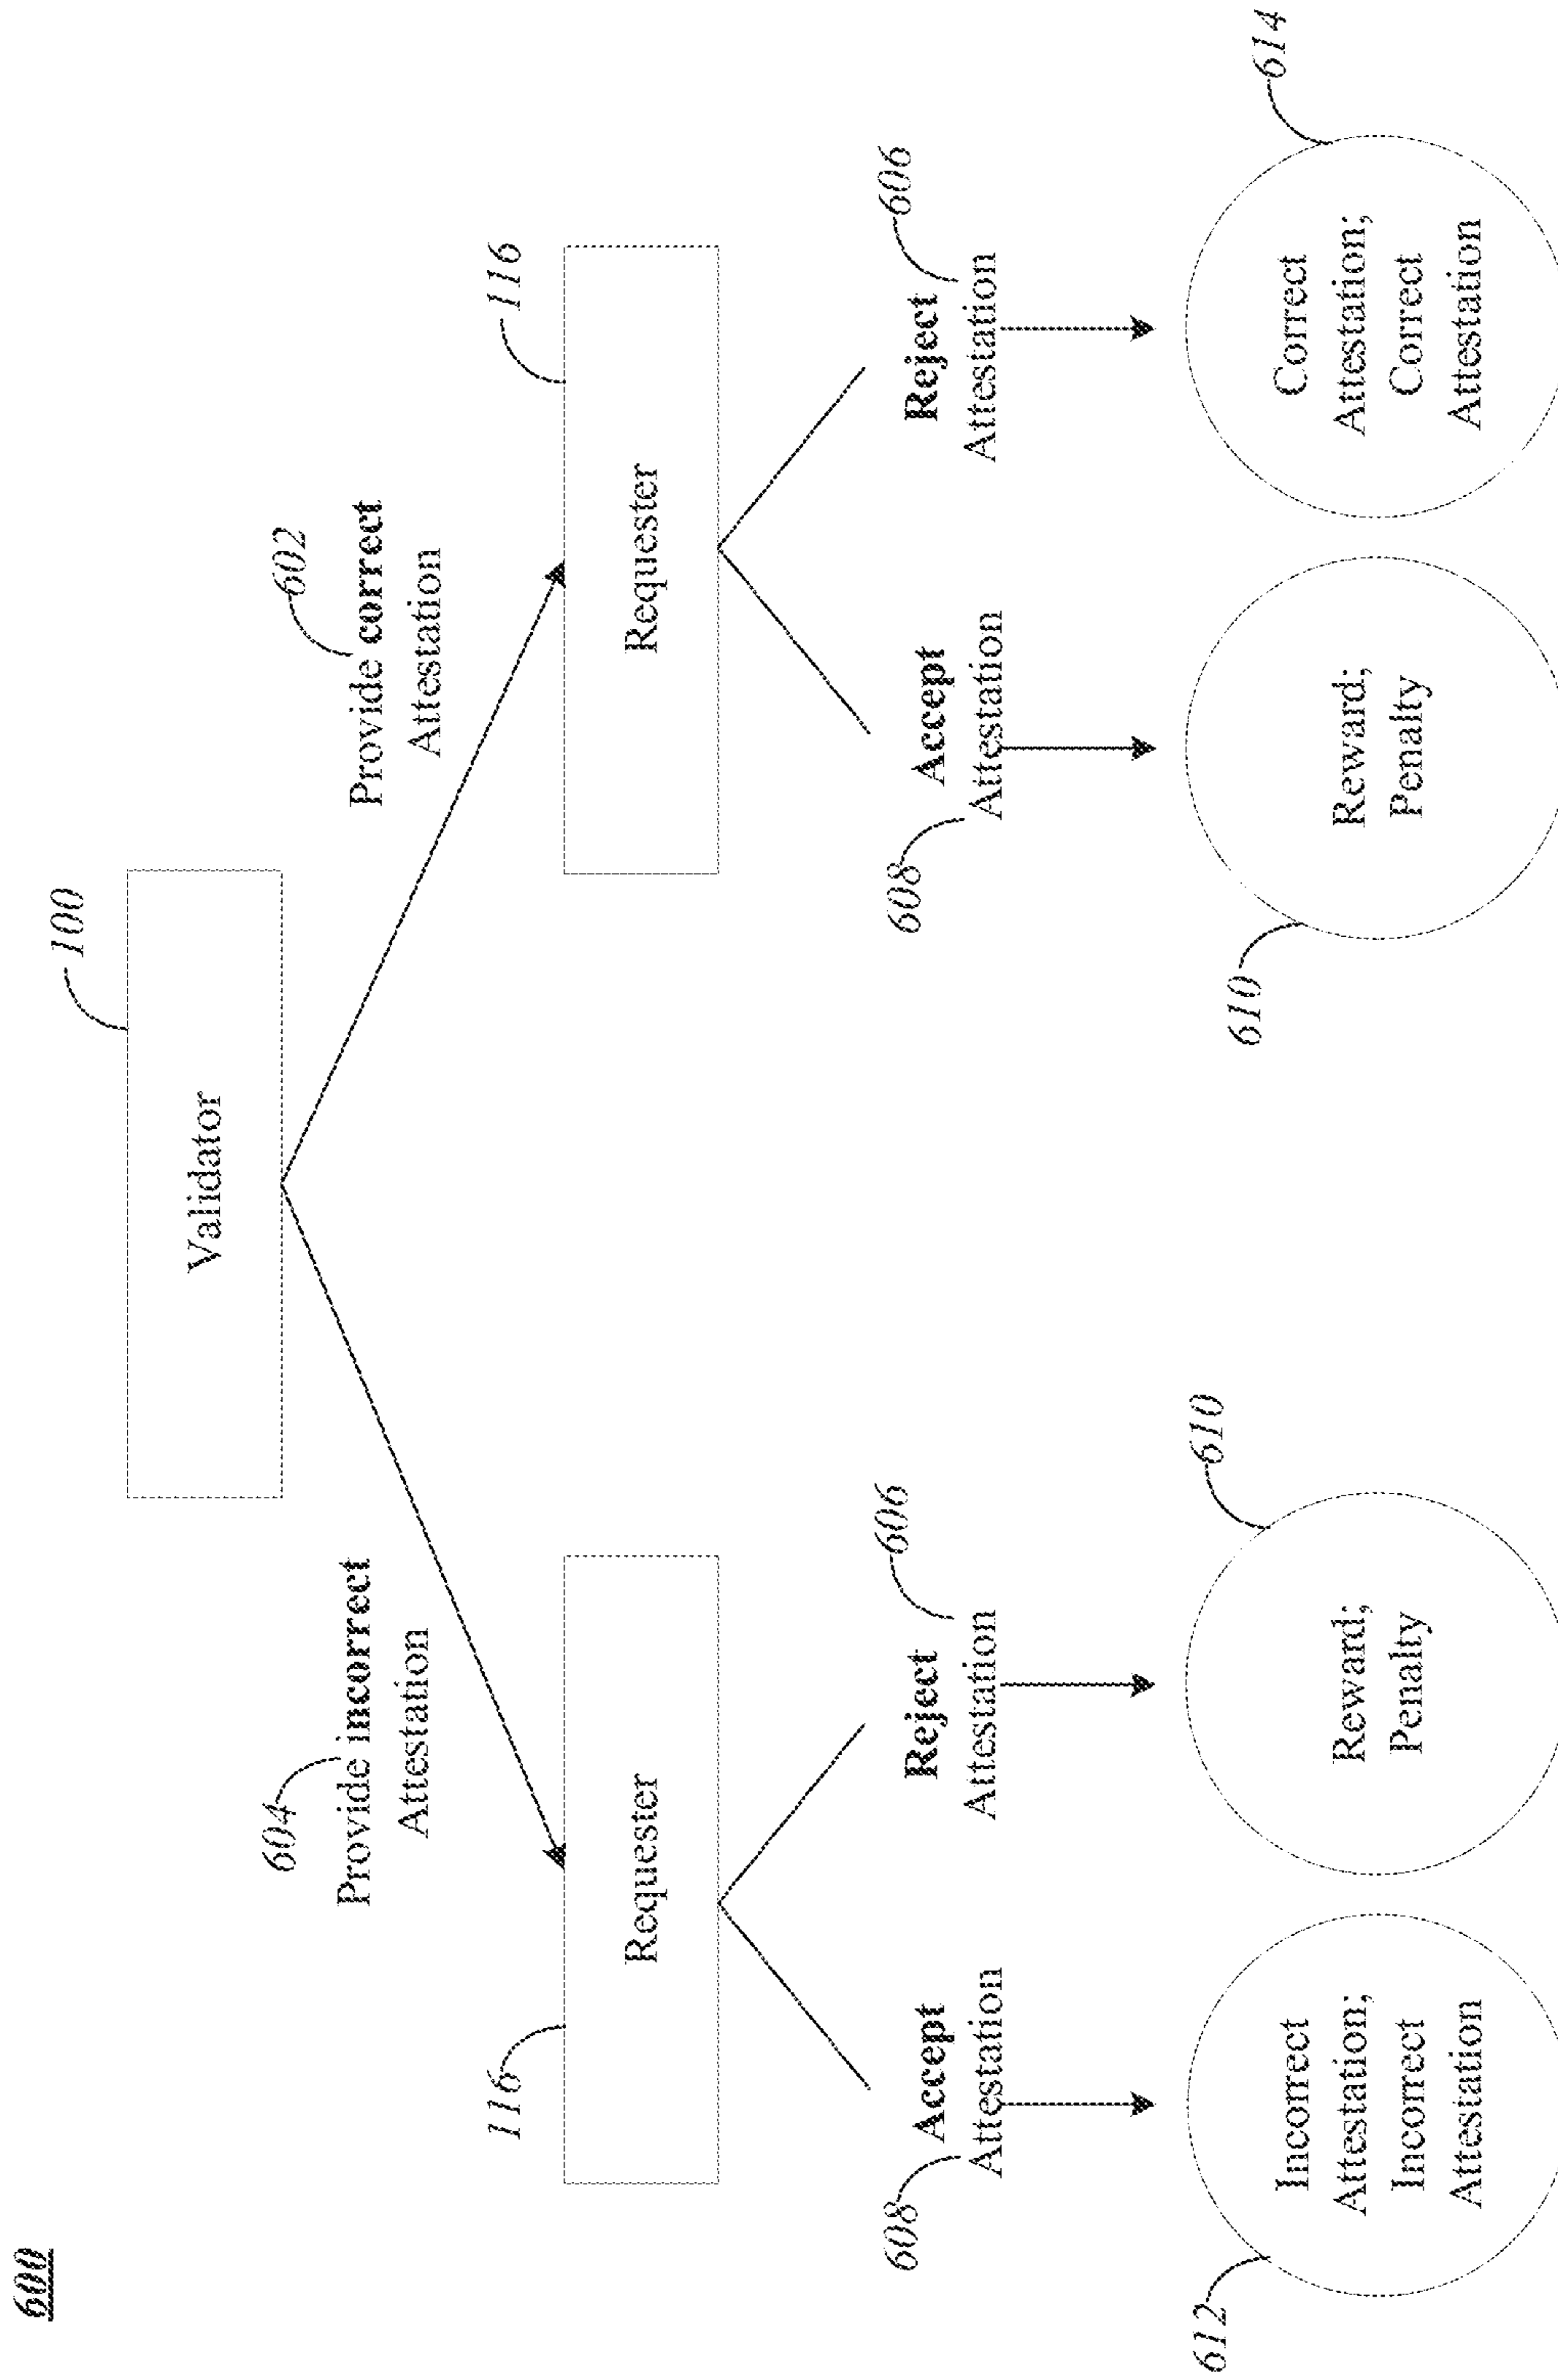 600
100
Validator
604
Provide incorrect
Attestation
602
Provide correct
Attestation
116
Requester
116
Requester
608
Accept
Attestation
606
Reject
Attestation
608
Accept
Attestation
606
Reject
Attestation
612
Incorrect
Attestation;
Incorrect
Attestation
610
Reward;
Penalty
610
Reward;
Penalty
614
Correct
Attestation;
Correct
Attestation